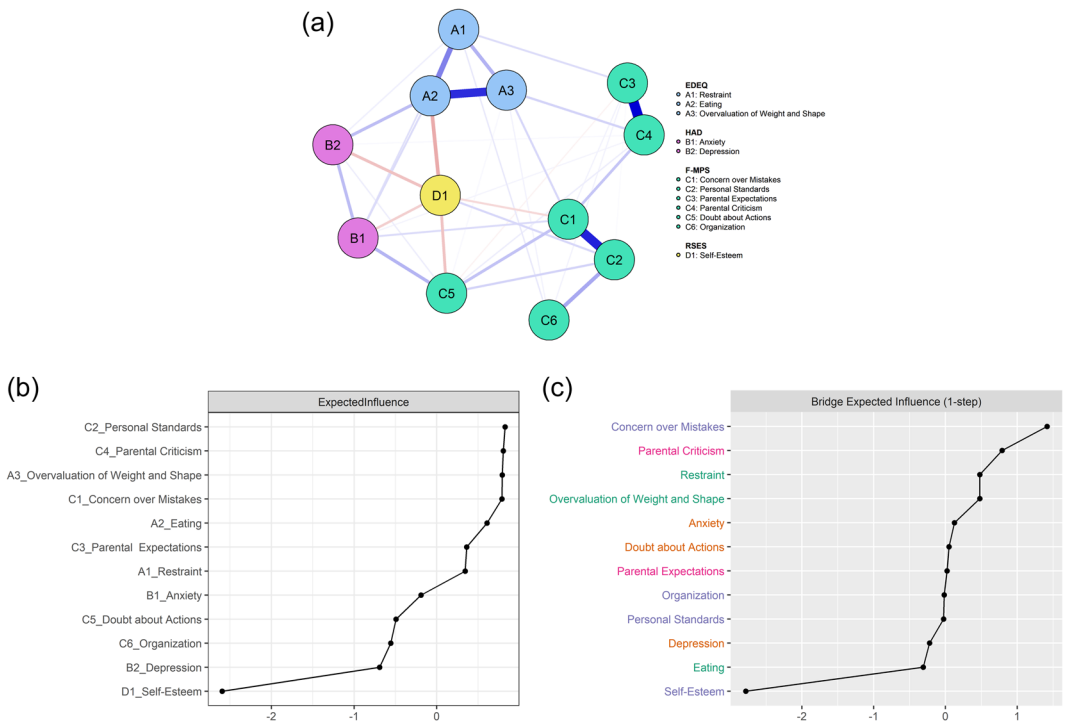 (a)
A1
A2
A3
C3
C4
B2
D1
B1
C1
C2
C5
C6
EDEQ
A1: Restraint
A2: Eating
A3: Overvaluation of Weight and Shape
HAD
B1: Anxiety
B2: Depression
F-MPS
C1: Concern over Mistakes
C2: Personal Standards
C3: Parental Expectations
C4: Parental Criticism
C5: Doubt about Actions
C6: Organization
RSES
D1: Self-Esteem
(b)
ExpectedInfluence
C2_Personal Standards
C4_Parental Criticism
A3_Overvaluation of Weight and Shape
C1_Concern over Mistakes
A2_Eating
C3_Parental Expectations
A1_Restraint
B1_Anxiety
C5_Doubt about Actions
C6_Organization
B2_Depression
D1_Self-Esteem
-2 -1 0
(c)
Bridge Expected Influence (1-step)
Concern over Mistakes
Parental Criticism
Restraint
Overvaluation of Weight and Shape
Anxiety
Doubt about Actions
Parental Expectations
Organization
Personal Standards
Depression
Eating
Self-Esteem
-2 -1 0 1